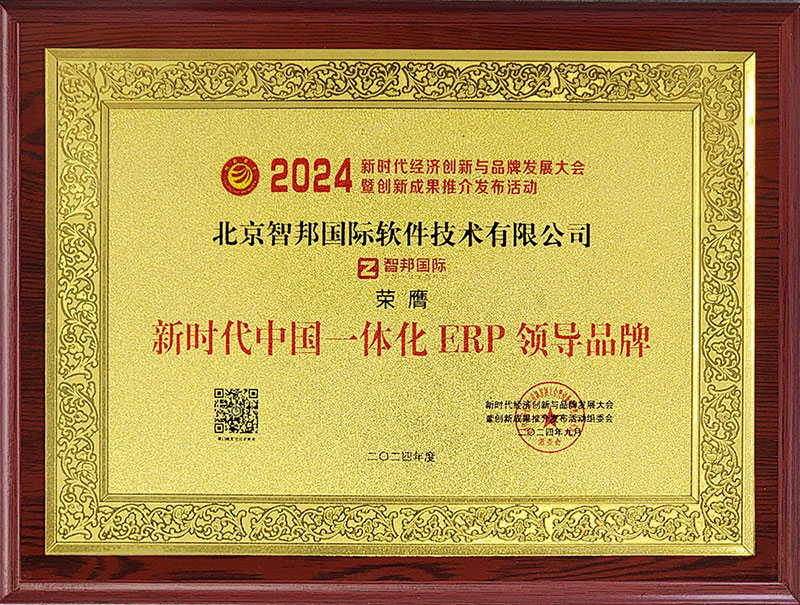 2024 新时代经济创新与品牌发展大会
暨创新成果推介发布活动
北京智邦国际软件技术有限公司
智邦国际
荣膺
新时代中国一体化 ERP 领导品牌
新时代经济创新与品牌发展大会
暨创新成果推介发布活动组委会
二〇二四年九月
二〇二四年度